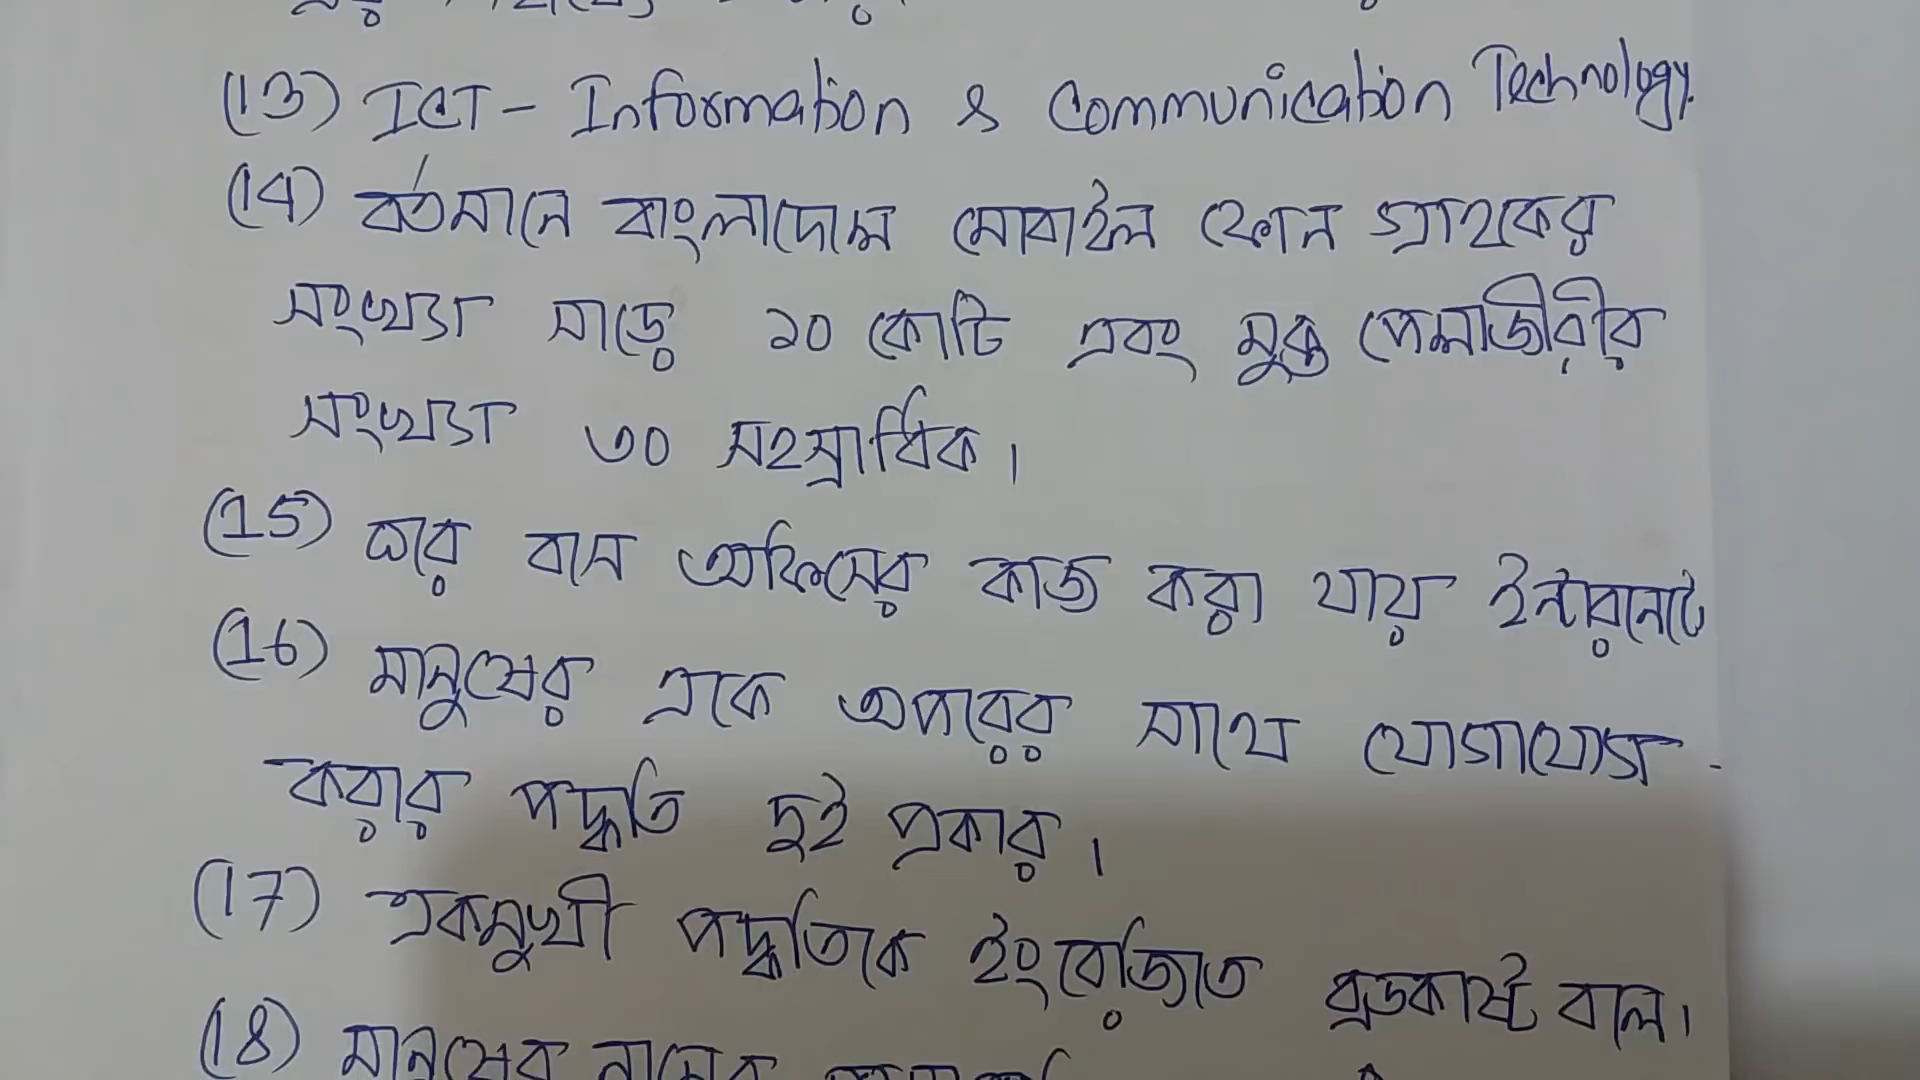 (13) ICT - Information & Communication Technology.
(14) বর্তমানে বাংলাদেশে মোবাইল ফোন গ্রাহকের
সংখ্যা সাড়ে ১০ কোটি এবং মুক্ত পেশাজীবীর
সংখ্যা ৩০ সহস্রাধিক।
(15) ঘরে বসে অফিসের কাজ করা যায় ইন্টারনেটে
(16) মানুষের একে অপরের সাথে যোগাযোগ -
করার পদ্ধতি দুই প্রকার।
(17) একমুখী পদ্ধতিকে ইংরেজিতে ব্রডকাস্ট বলে।
(18) মানুষের